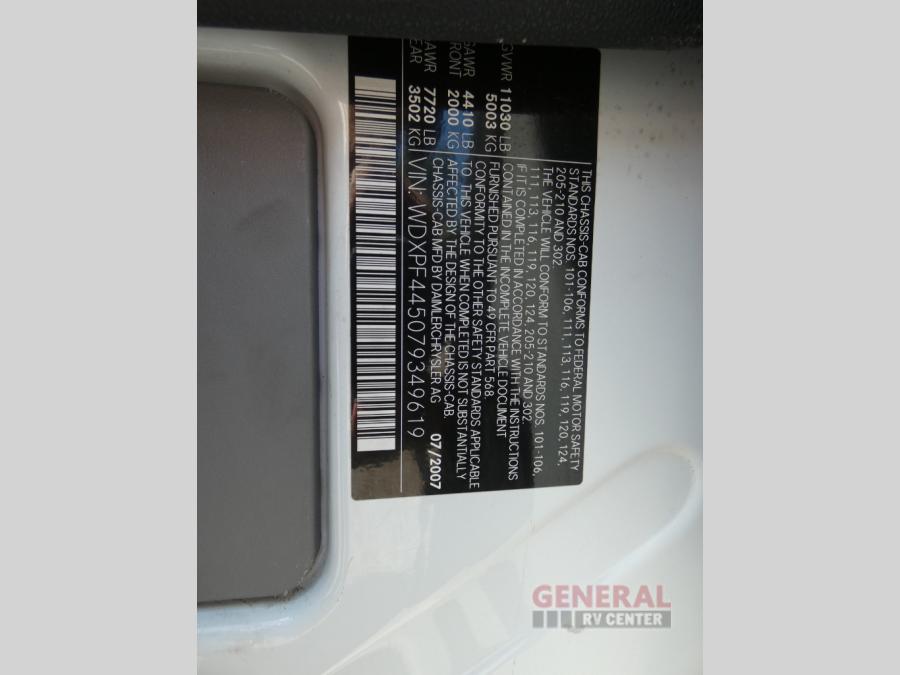 THIS CHASSIS-CAB CONFORMS TO FEDERAL MOTOR SAFETY
STANDARDS NOS. 101-106, 111, 113, 116, 119, 120, 124,
205-210 AND 302
THE VEHICLE WILL CONFORM TO STANDARDS NOS. 101-106,
111, 113, 116, 119, 120, 124, 205-210 AND 302,
IF IT IS COMPLETED IN ACCORDANCE WITH THE INSTRUCTIONS
CONTAINED IN THE INCOMPLETE VEHICLE DOCUMENT
FURNISHED PURSUANT TO 49 CFR PART 568.
CONFORMITY TO THE OTHER SAFETY STANDARDS APPLICABLE
TO THIS VEHICLE WHEN COMPLETED IS NOT SUBSTANTIALLY
AFFECTED BY THE DESIGN OF THE CHASSIS-CAB.
CHASSIS-CAB MFD BY DAIMLERCHRYSLER AG 07/2007
GVWR 11030 LB
5003 KG
GAWR 4410 LB
FRONT 2000 KG
GAWR 7720 LB
REAR 3502 KG
VIN: WDXPF445079349619
GENERAL
RV CENTER